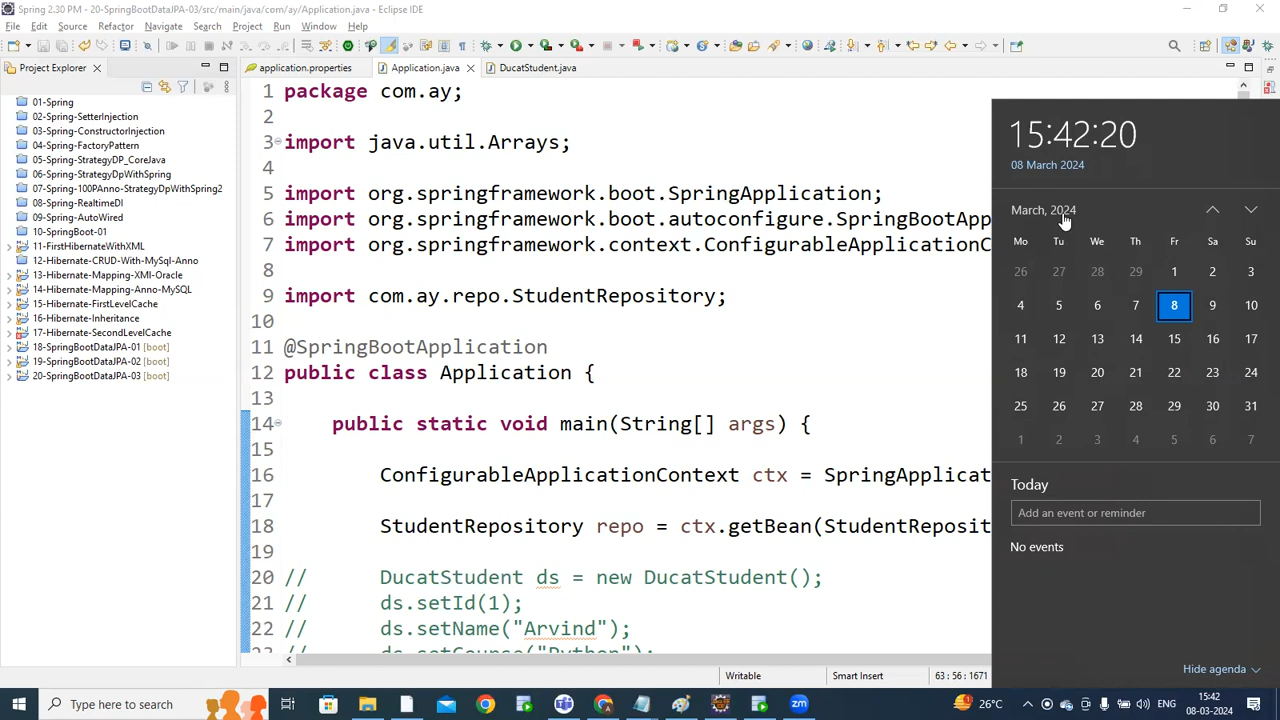 Spring 2.30 PM - 20-SpringBootDataJPA-03/src/main/java/com/ay/Application.java - Eclipse IDE
File Edit Source Refactor Navigate Search Project Run Window Help
Project Explorer
application.properties Application.java DucatStudent.java
01-Spring
02-Spring-SetterInjection
03-Spring-ConstructorInjection
04-Spring-FactoryPattern
05-Spring-StrategyDP_CoreJava
06-Spring-StrategyDpWithSpring
07-Spring-100PAnno-StrategyDpWithSpring2
08-Spring-RealtimeDI
09-Spring-AutoWired
10-SpringBoot-01
11-FirstHibernateWithXML
12-Hibernate-CRUD-With-MySql-Anno
13-Hibernate-Mapping-XMl-Oracle
14-Hibernate-Mapping-Anno-MySQL
15-Hibernate-FirstLevelCache
16-Hibernate-Inheritance
17-Hibernate-SecondLevelCache
18-SpringBootDataJPA-01 [boot]
19-SpringBootDataJPA-02 [boot]
20-SpringBootDataJPA-03 [boot]
1 package com.ay;
2
3 import java.util.Arrays;
4
5 import org.springframework.boot.SpringApplication;
6 import org.springframework.boot.autoconfigure.SpringBootApp
7 import org.springframework.context.ConfigurableApplicationC
8
9 import com.ay.repo.StudentRepository;
10
11 @SpringBootApplication
12 public class Application {
13
14 public static void main(String[] args) {
15
16 ConfigurableApplicationContext ctx = SpringApplicat
17
18 StudentRepository repo = ctx.getBean(StudentReposit
19
20 // DucatStudent ds = new DucatStudent();
21 // ds.setId(1);
22 // ds.setName("Arvind");
23 // ds.setCourse("Python");
Writable Smart Insert 63 : 56 : 1671
15:42:20
08 March 2024
March, 2024
Mo Tu We Th Fr Sa Su
26 27 28 29 1 2 3
4 5 6 7 8 9 10
11 12 13 14 15 16 17
18 19 20 21 22 23 24
25 26 27 28 29 30 31
1 2 3 4 5 6 7
Today
Add an event or reminder
No events
Hide agenda
Type here to search
zm
26°C
ENG
15:42
08-03-2024